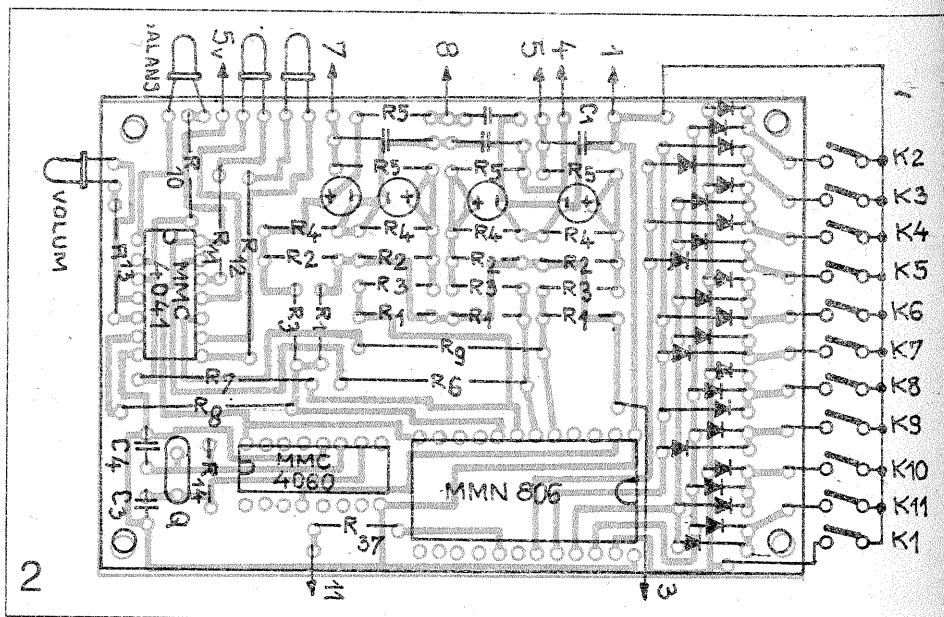 ALANS 5v 7 8 5 4 1
VOLUM
R5 C1
R10
R5 R5 R5
K2
K3
R4 R4 R4 R4
K4
R13 MMC 4041 R11 R12
R2 R2 R2 R2
K5
R3 R3 R3
R3 R1 R1 R1 R1
K6
R9
K7
R7 R6
K8
R8
K9
C4 R14 MMC 4060
MMN 806
K10
C3 Q
K11
R37
K1
2
11 3